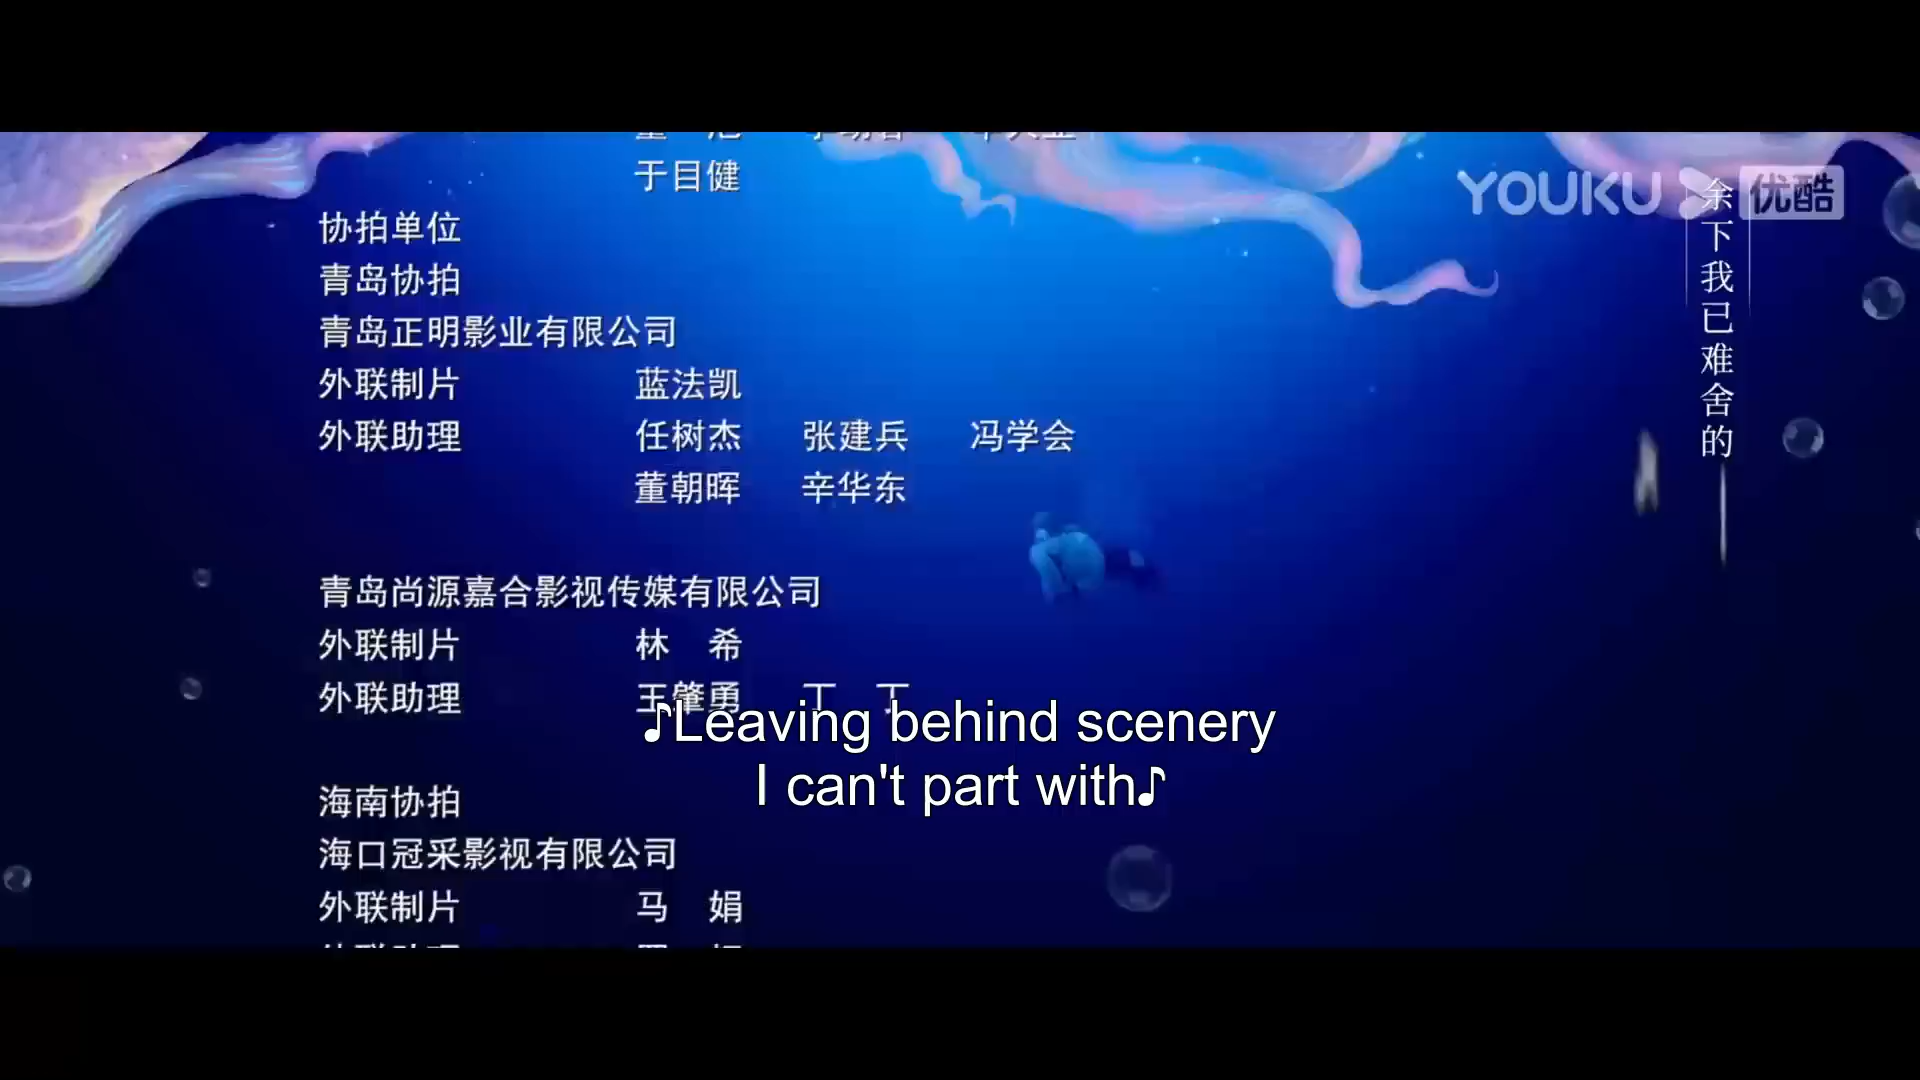 于目健
协拍单位
青岛协拍
青岛正明影业有限公司
外联制片 蓝法凯
外联助理 任树杰 张建兵 冯学会
董朝晖 辛华东
青岛尚源嘉合影视传媒有限公司
外联制片 林 希
外联助理 王肇勇 丁 丁
♪Leaving behind scenery
I can't part with♪
海南协拍
海口冠采影视有限公司
外联制片 马 娟
YOUKU 优酷
余下我已难舍的